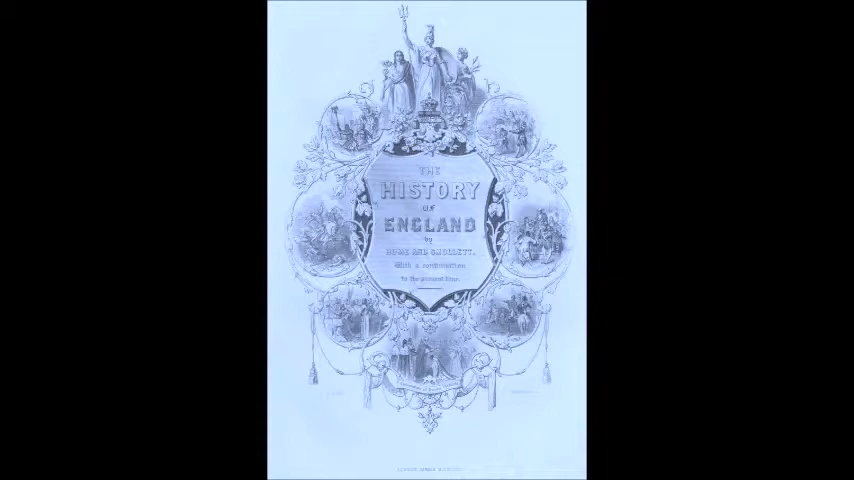 THE
HISTORY
OF
ENGLAND
by
HUME AND SMOLLETT.
With a continuation
to the present time.